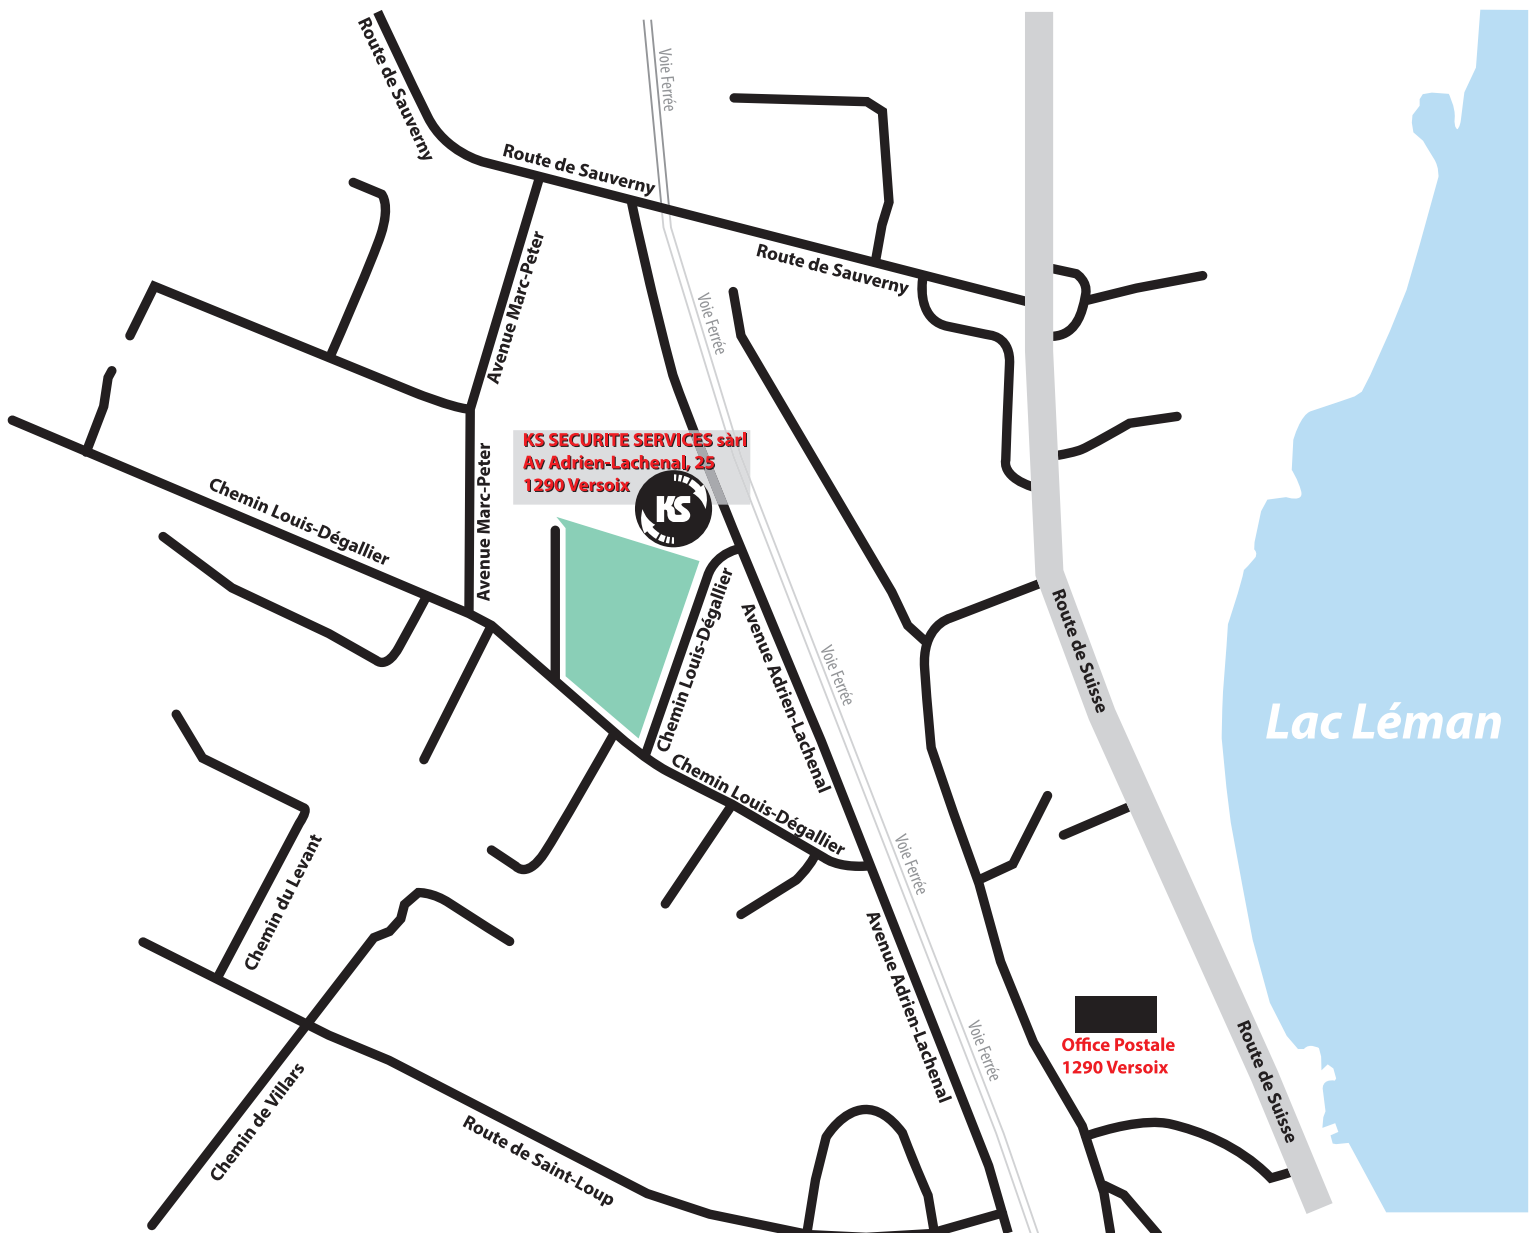 Route de Sauverny
Voie Ferrée
Route de Sauverny
Route de Sauverny
Avenue Marc-Peter
Voie Ferrée
KS SECURITE SERVICES sàrl
Av Adrien-Lachenal, 25
1290 Versoix
KS
Avenue Marc-Peter
Chemin Louis-Dégallier
Chemin Louis-Dégallier
Avenue Adrien-Lachenal
Voie Ferrée
Route de Suisse
Lac Léman
Chemin Louis-Dégallier
Chemin du Levant
Voie Ferrée
Avenue Adrien-Lachenal
Voie Ferrée
Office Postale
1290 Versoix
Route de Suisse
Chemin de Villars
Route de Saint-Loup